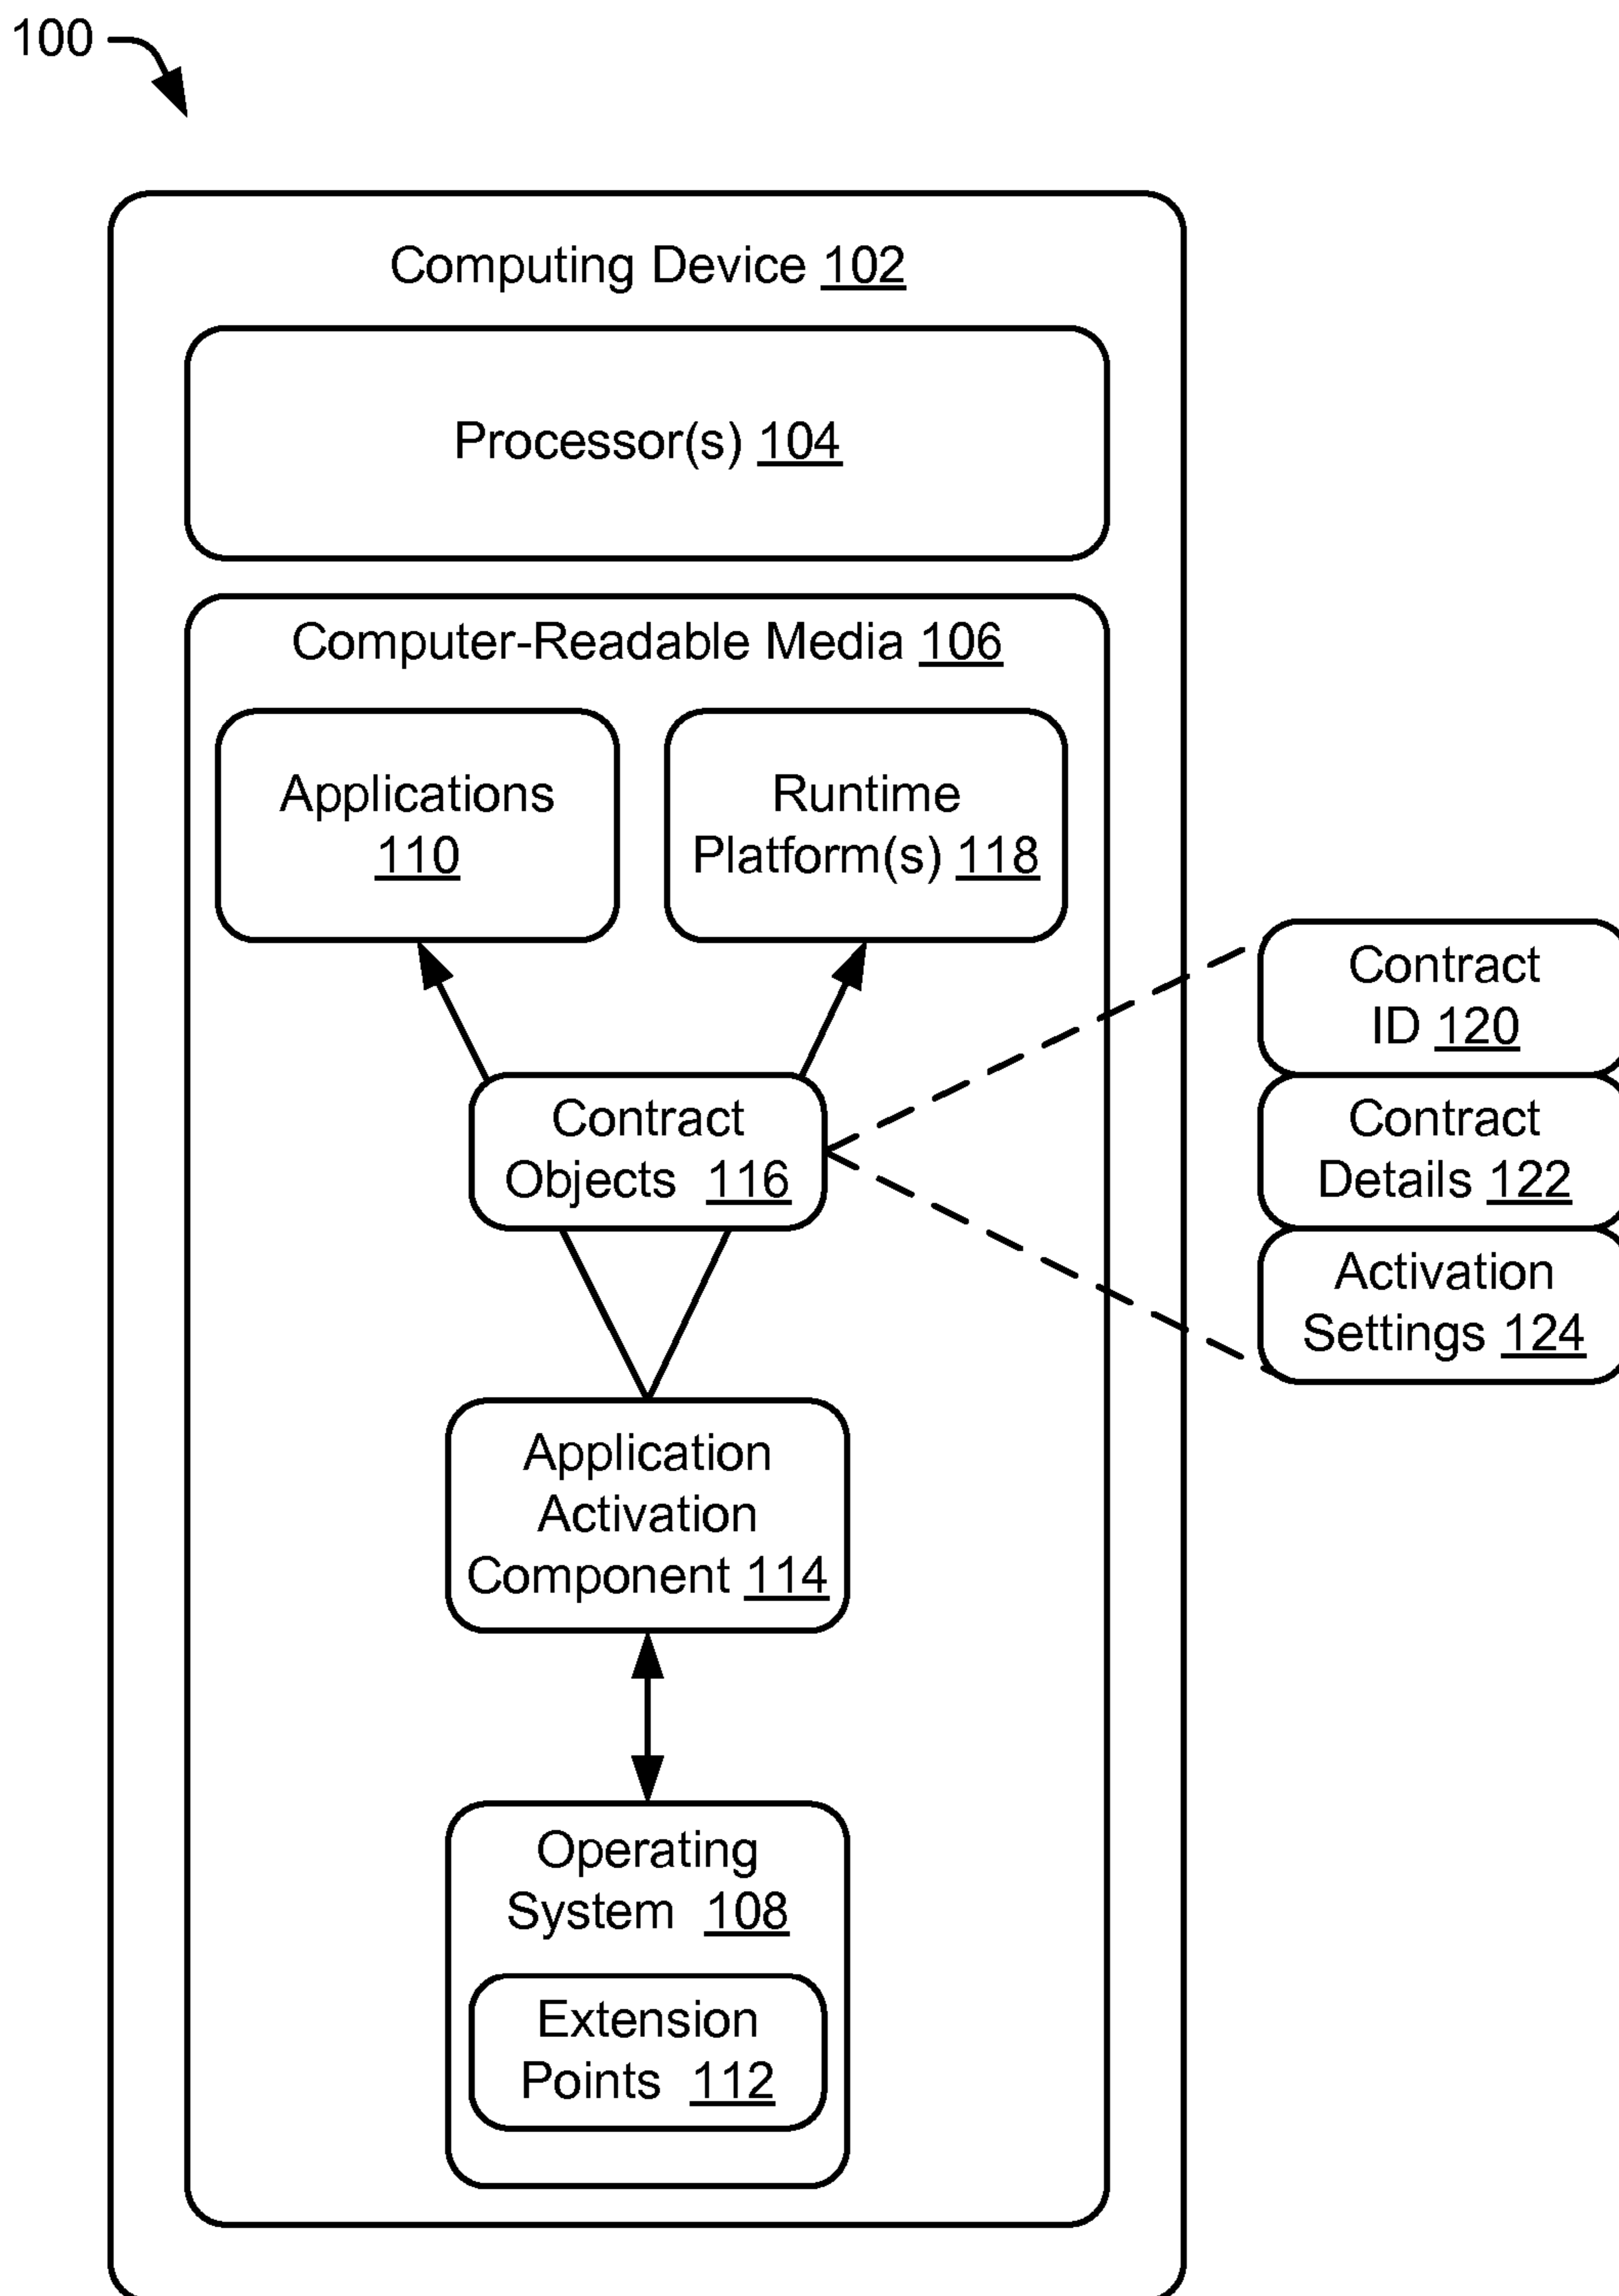 100
Computing Device 102
Processor(s) 104
Computer-Readable Media 106
Applications
110
Runtime
Platform(s) 118
Contract
ID 120
Contract
Details 122
Activation
Settings 124
Contract
Objects 116
Application
Activation
Component 114
Operating
System 108
Extension
Points 112